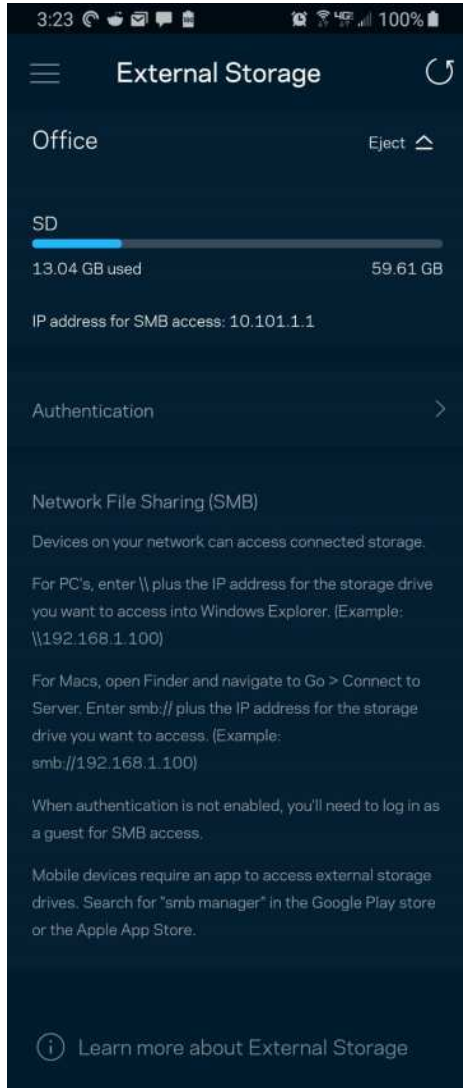 3:23 4GE 100%
External Storage
Office Eject
SD
13.04 GB used 59.61 GB
IP address for SMB access: 10.101.1.1
Authentication
Network File Sharing (SMB)
Devices on your network can access connected storage.
For PC's, enter \\ plus the IP address for the storage drive
you want to access into Windows Explorer. (Example:
\\192.168.1.100)
For Macs, open Finder and navigate to Go > Connect to
Server. Enter smb:// plus the IP address for the storage
drive you want to access. (Example:
smb://192.168.1.100)
When authentication is not enabled, you'll need to log in as
a guest for SMB access.
Mobile devices require an app to access external storage
drives. Search for "smb manager" in the Google Play store
or the Apple App Store.
Learn more about External Storage